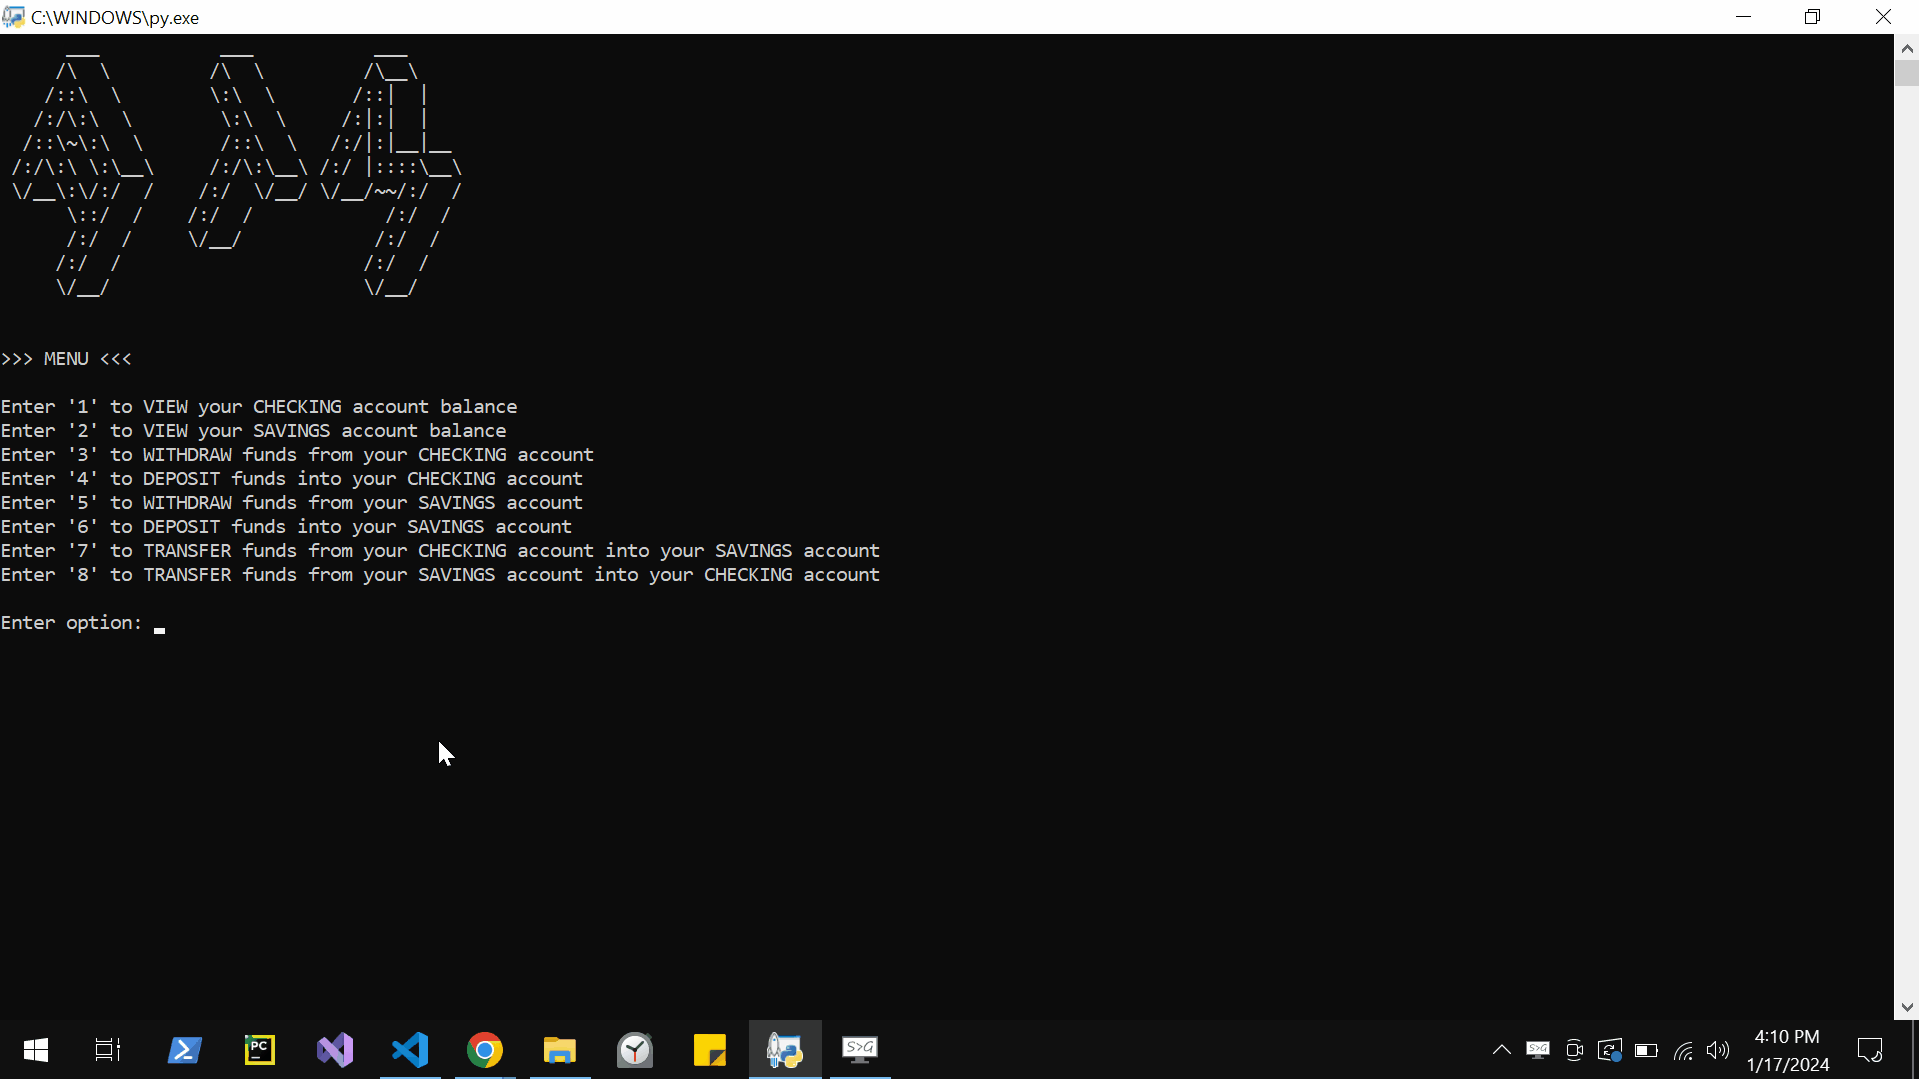 C:\WINDOWS\py.exe
ATM
>>> MENU <<<
Enter '1' to VIEW your CHECKING account balance
Enter '2' to VIEW your SAVINGS account balance
Enter '3' to WITHDRAW funds from your CHECKING account
Enter '4' to DEPOSIT funds into your CHECKING account
Enter '5' to WITHDRAW funds from your SAVINGS account
Enter '6' to DEPOSIT funds into your SAVINGS account
Enter '7' to TRANSFER funds from your CHECKING account into your SAVINGS account
Enter '8' to TRANSFER funds from your SAVINGS account into your CHECKING account
Enter option:
PC
S>G
S>G
4:10 PM
1/17/2024